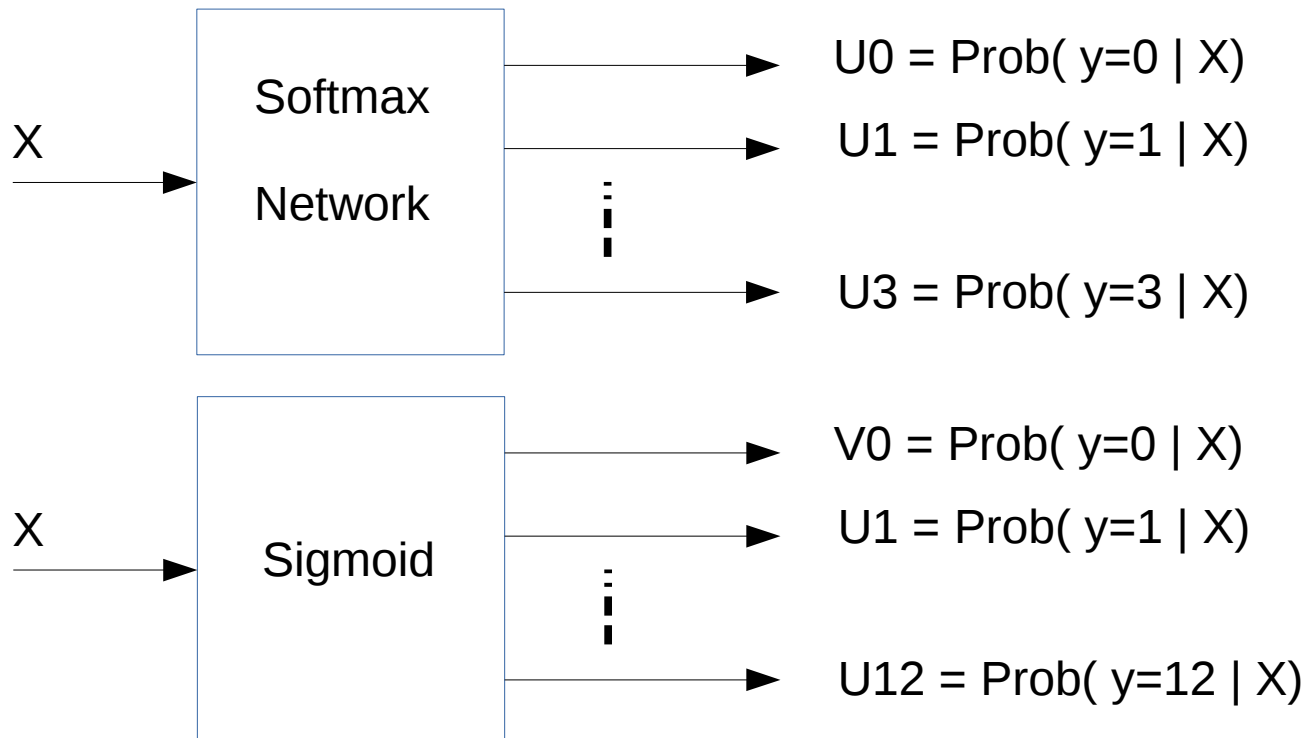 U0 = Prob( y=0 | X)
Softmax
X
U1 = Prob( y=1 | X)
Network
U3 = Prob( y=3 | X)
V0 = Prob( y=0 | X)
X
U1 = Prob( y=1 | X)
Sigmoid
U12 = Prob( y=12 | X)